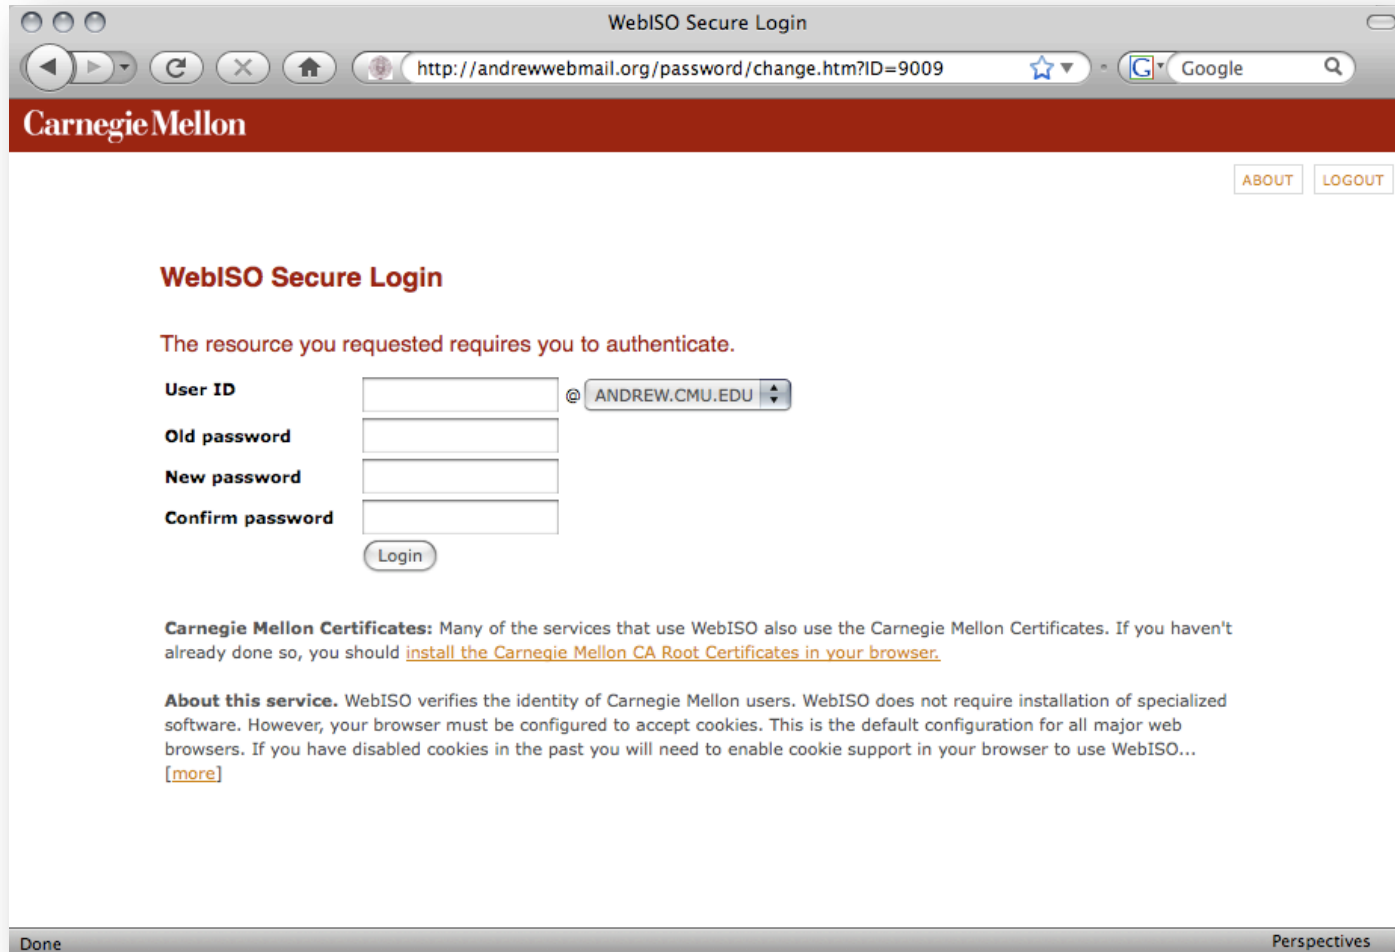 WebISO Secure Login
http://andrewwebmail.org/password/change.htm?ID=9009
G Google
Carnegie Mellon
ABOUT LOGOUT
WebISO Secure Login
The resource you requested requires you to authenticate.
User ID @ ANDREW.CMU.EDU
Old password
New password
Confirm password
Login
Carnegie Mellon Certificates: Many of the services that use WebISO also use the Carnegie Mellon Certificates. If you haven't
already done so, you should install the Carnegie Mellon CA Root Certificates in your browser.
About this service. WebISO verifies the identity of Carnegie Mellon users. WebISO does not require installation of specialized
software. However, your browser must be configured to accept cookies. This is the default configuration for all major web
browsers. If you have disabled cookies in the past you will need to enable cookie support in your browser to use WebISO...
[more]
Done Perspectives